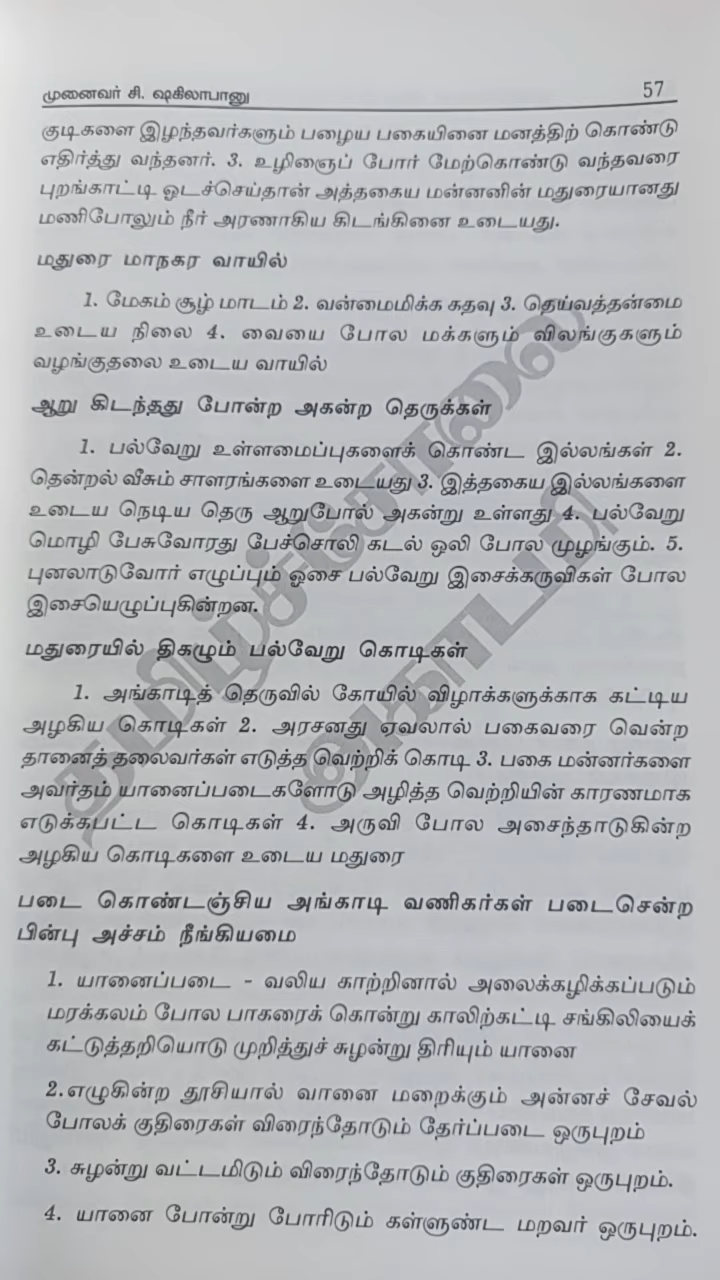 முனைவர் சி. ஷகிலாபானு 57
குடிகளை இழந்தவர்களும் பழைய பகையினை மனத்திற் கொண்டு
எதிர்த்து வந்தனர். 3. உழிஞைப் போர் மேற்கொண்டு வந்தவரை
புறங்காட்டி ஓடச்செய்தான் அத்தகைய மன்னனின் மதுரையானது
மணிபோலும் நீர் அரணாகிய கிடங்கினை உடையது.
மதுரை மாநகர வாயில்
1. மேகம் சூழ் மாடம் 2. வன்மைமிக்க கதவு 3. தெய்வத்தன்மை
உடைய நிலை 4. வையை போல மக்களும் விலங்குகளும்
வழங்குதலை உடைய வாயில்
ஆறு கிடந்தது போன்ற அகன்ற தெருக்கள்
1. பல்வேறு உள்ளமைப்புகளைக் கொண்ட இல்லங்கள் 2.
தென்றல் வீசும் சாளரங்களை உடையது 3. இத்தகைய இல்லங்களை
உடைய நெடிய தெரு ஆறுபோல் அகன்று உள்ளது 4. பல்வேறு
மொழி பேசுவோரது பேச்சொலி கடல் ஒலி போல முழங்கும். 5.
புனலாடுவோர் எழுப்பும் ஓசை பல்வேறு இசைக்கருவிகள் போல
இசையெழுப்புகின்றன.
மதுரையில் திகழும் பல்வேறு கொடிகள்
1. அங்காடித் தெருவில் கோயில் விழாக்களுக்காக கட்டிய
அழகிய கொடிகள் 2. அரசனது ஏவலால் பகைவரை வென்ற
தானைத் தலைவர்கள் எடுத்த வெற்றிக் கொடி 3. பகை மன்னர்களை
அவர்தம் யானைப்படைகளோடு அழித்த வெற்றியின் காரணமாக
எடுக்கபட்ட கொடிகள் 4. அருவி போல அசைந்தாடுகின்ற
அழகிய கொடிகளை உடைய மதுரை
படை கொண்டஞ்சிய அங்காடி வணிகர்கள் படைசென்ற
பின்பு அச்சம் நீங்கியமை
1. யானைப்படை - வலிய காற்றினால் அலைக்கழிக்கப்படும்
மரக்கலம் போல பாகரைக் கொன்று காலிற்கட்டி சங்கிலியைக்
கட்டுத்தறியொடு முறித்துச் சுழன்று திரியும் யானை
2.எழுகின்ற தூசியால் வானை மறைக்கும் அன்னச் சேவல்
போலக் குதிரைகள் விரைந்தோடும் தேர்ப்படை ஒருபுறம்
3. சுழன்று வட்டமிடும் விரைந்தோடும் குதிரைகள் ஒருபுறம்.
4. யானை போன்று போரிடும் கள்ளுண்ட மறவர் ஒருபுறம்.
தமிழ்ச்சோலை
அகாடமி